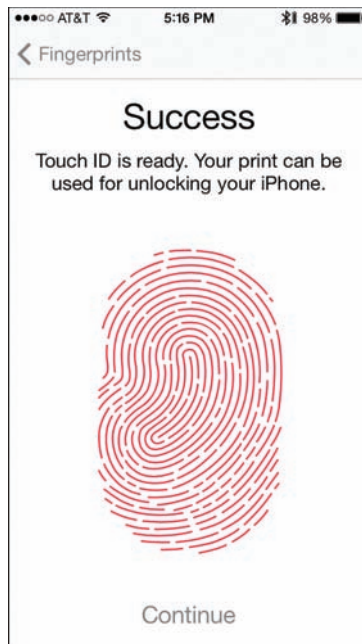 AT&T 5:16 PM 98%
Fingerprints
Success
Touch ID is ready. Your print can be
used for unlocking your iPhone.
Continue